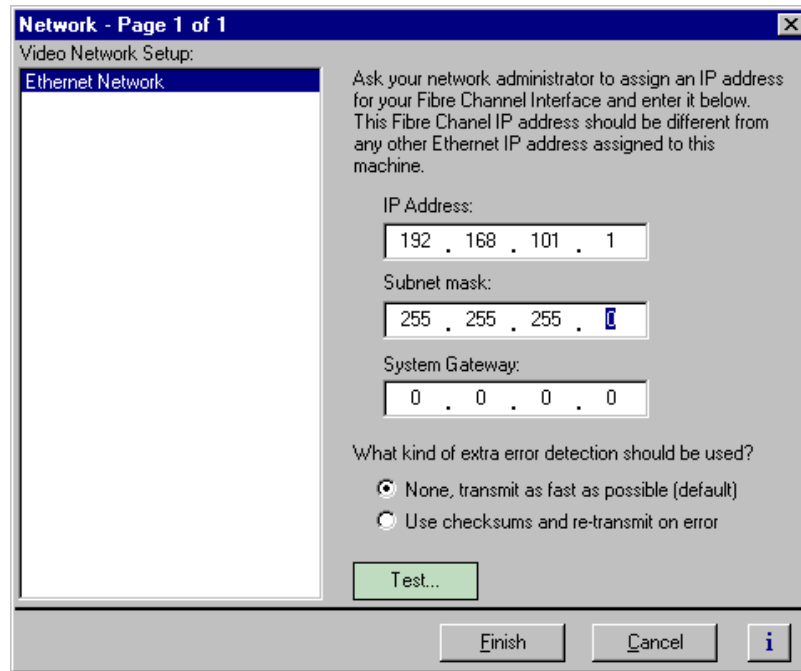 Network - Page 1 of 1
Video Network Setup:
Ethernet Network
Ask your network administrator to assign an IP address
for your Fibre Channel Interface and enter it below.
This Fibre Chanel IP address should be different from
any other Ethernet IP address assigned to this
machine.
IP Address:
192 . 168 . 101 . 1
Subnet mask:
255 . 255 . 255 . 0
System Gateway:
0 . 0 . 0 . 0
What kind of extra error detection should be used?
None, transmit as fast as possible (default)
Use checksums and re-transmit on error
Test...
Finish
Cancel
i